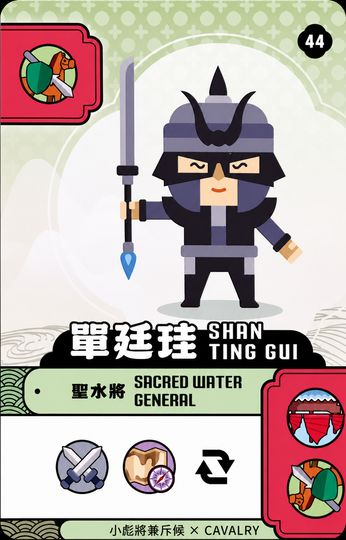 44
單廷珪 SHAN
TING GUI
聖水將 SACRED WATER
GENERAL
小彪將兼斥候 × CAVALRY